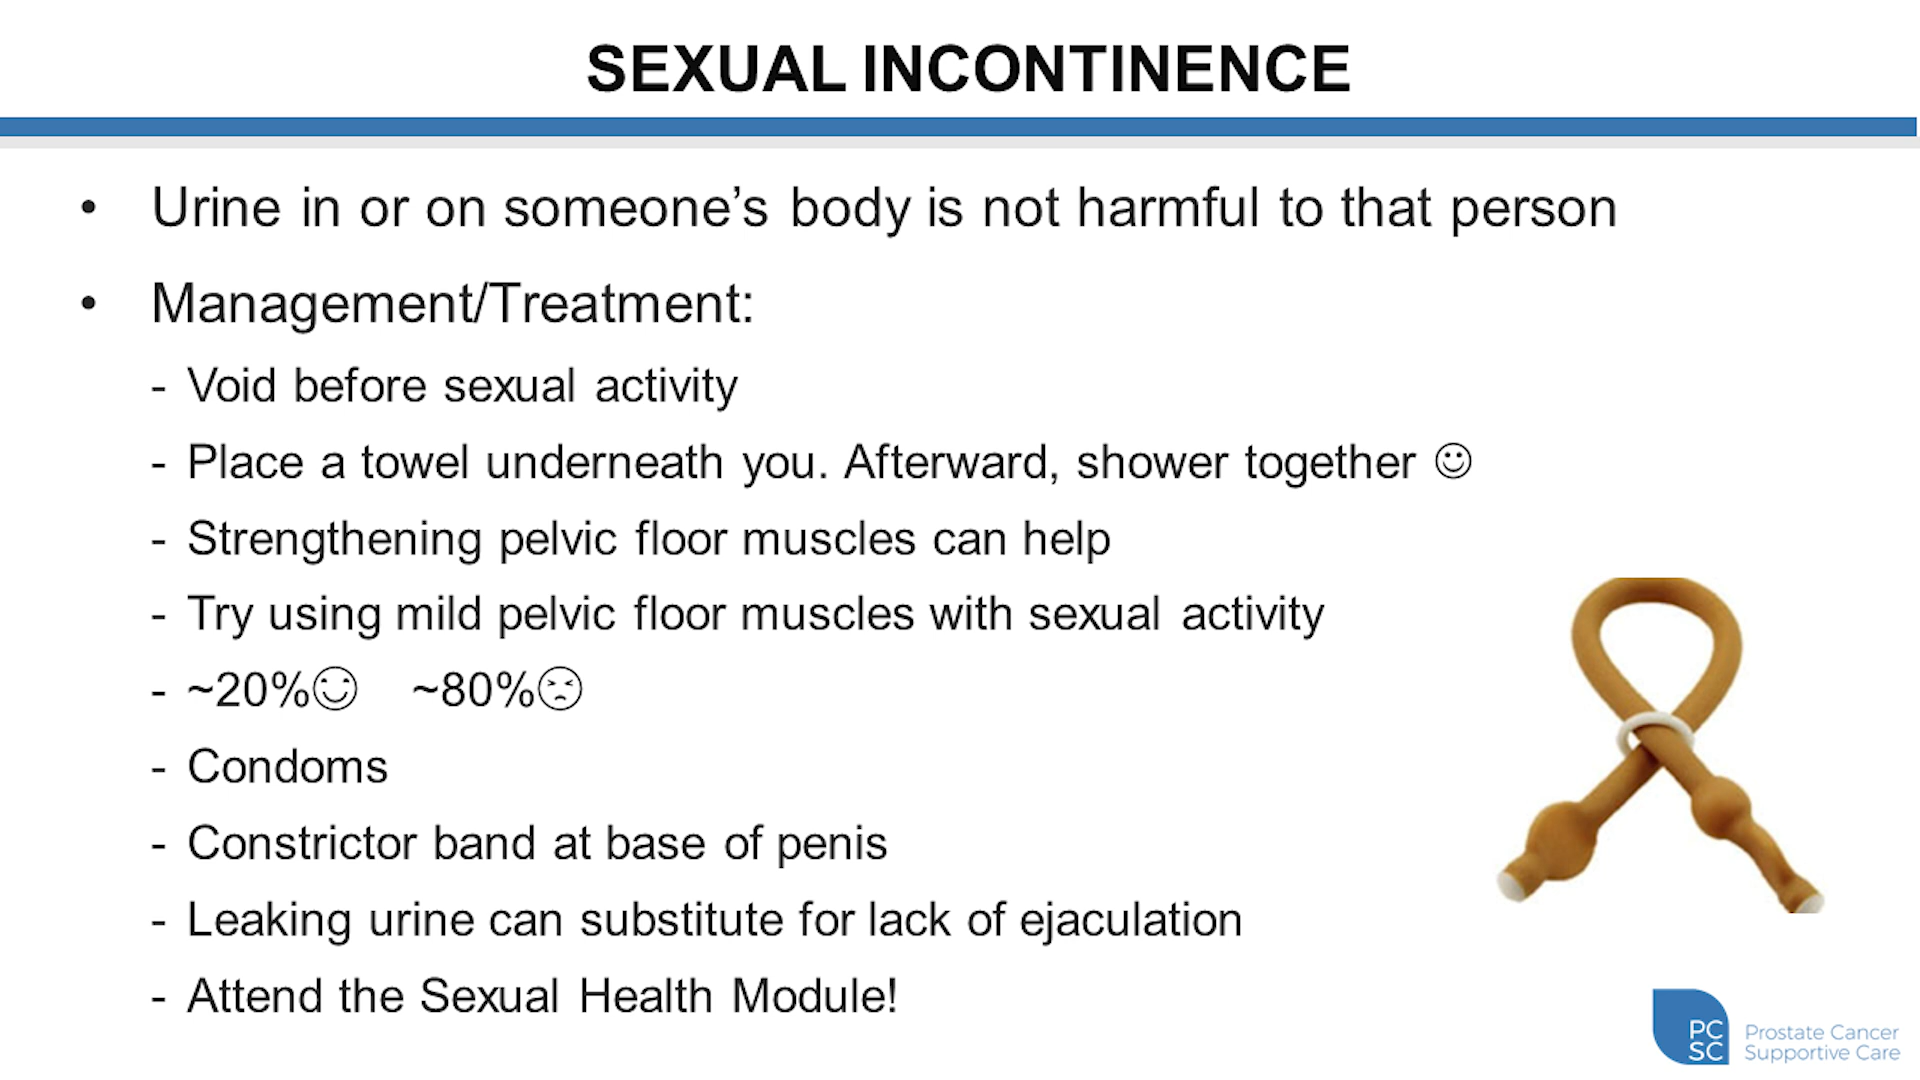 SEXUAL INCONTINENCE
• Urine in or on someone’s body is not harmful to that person
• Management/Treatment:
- Void before sexual activity
- Place a towel underneath you. Afterward, shower together ☺
- Strengthening pelvic floor muscles can help
- Try using mild pelvic floor muscles with sexual activity
- ~20%☺ ~80%😣
- Condoms
- Constrictor band at base of penis
- Leaking urine can substitute for lack of ejaculation
- Attend the Sexual Health Module!
PC
SC
Prostate Cancer
Supportive Care